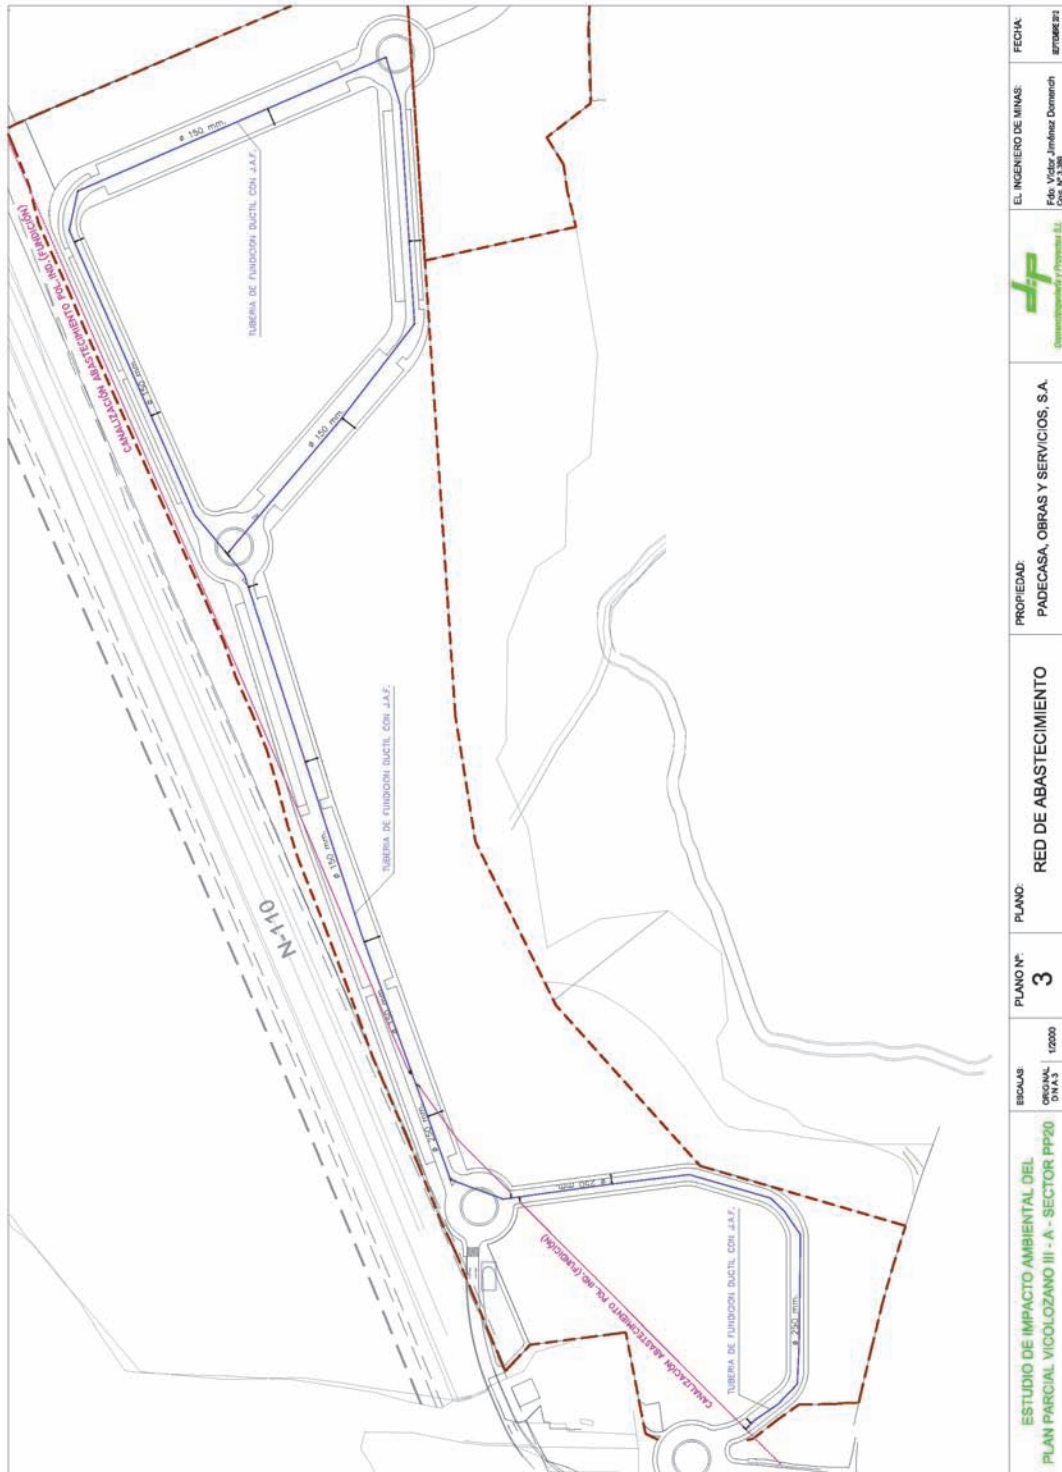 ø 150 mm.
TUBERIA DE FUNDICION DUCTIL CON J.A.F.
CANALIZACIÓN ABASTECIMIENTO POL. IND. (FUNDICIÓN)
ø 150 mm.
ø 150 mm.
TUBERIA DE FUNDICION DUCTIL CON J.A.F.
ø 150 mm.
N-110
ø 150 mm.
ø 250 mm.
ø 250 mm.
CANALIZACIÓN ABASTECIMIENTO POL. IND. (FUNDICIÓN)
TUBERIA DE FUNDICION DUCTIL CON J.A.F.
ø 250 mm.
ESTUDIO DE IMPACTO AMBIENTAL DEL
PLAN PARCIAL VICOLOZANO III - A - SECTOR PP20
ESCALAS:
ORIGINAL
DIN A-3
1/2000
PLANO Nº:
3
PLANO:
RED DE ABASTECIMIENTO
PROPIEDAD:
PADECASA, OBRAS Y SERVICIOS, S.A.
EL INGENIERO DE MINAS:
Fdo: Víctor Jiménez Domench
FECHA: